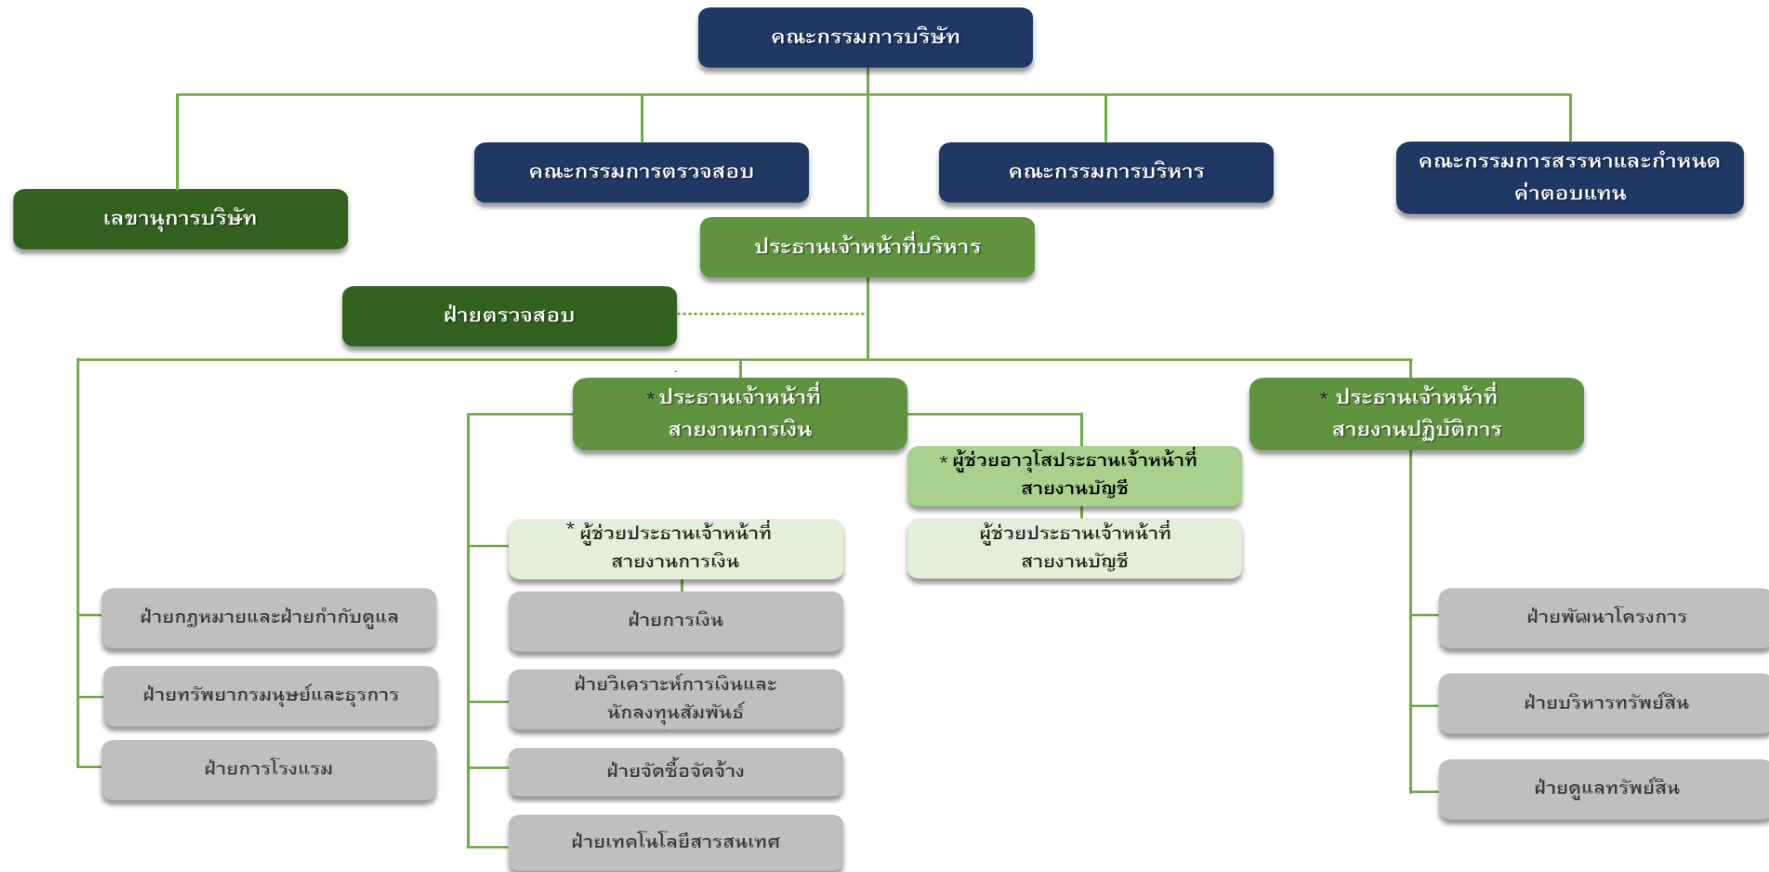 คณะกรรมการบริษัท
คณะกรรมการตรวจสอบ
คณะกรรมการบริหาร
คณะกรรมการสรรหาและกำหนด
ค่าตอบแทน
เลขานุการบริษัท
ประธานเจ้าหน้าที่บริหาร
ฝ่ายตรวจสอบ
* ประธานเจ้าหน้าที่
สายงานการเงิน
* ประธานเจ้าหน้าที่
สายงานปฏิบัติการ
* ผู้ช่วยอาวุโสประธานเจ้าหน้าที่
สายงานบัญชี
* ผู้ช่วยประธานเจ้าหน้าที่
สายงานการเงิน
ผู้ช่วยประธานเจ้าหน้าที่
สายงานบัญชี
ฝ่ายกฎหมายและฝ่ายกำกับดูแล
ฝ่ายทรัพยากรมนุษย์และธุรการ
ฝ่ายการโรงแรม
ฝ่ายการเงิน
ฝ่ายวิเคราะห์การเงินและ
นักลงทุนสัมพันธ์
ฝ่ายจัดซื้อจัดจ้าง
ฝ่ายเทคโนโลยีสารสนเทศ
ฝ่ายพัฒนาโครงการ
ฝ่ายบริหารทรัพย์สิน
ฝ่ายดูแลทรัพย์สิน